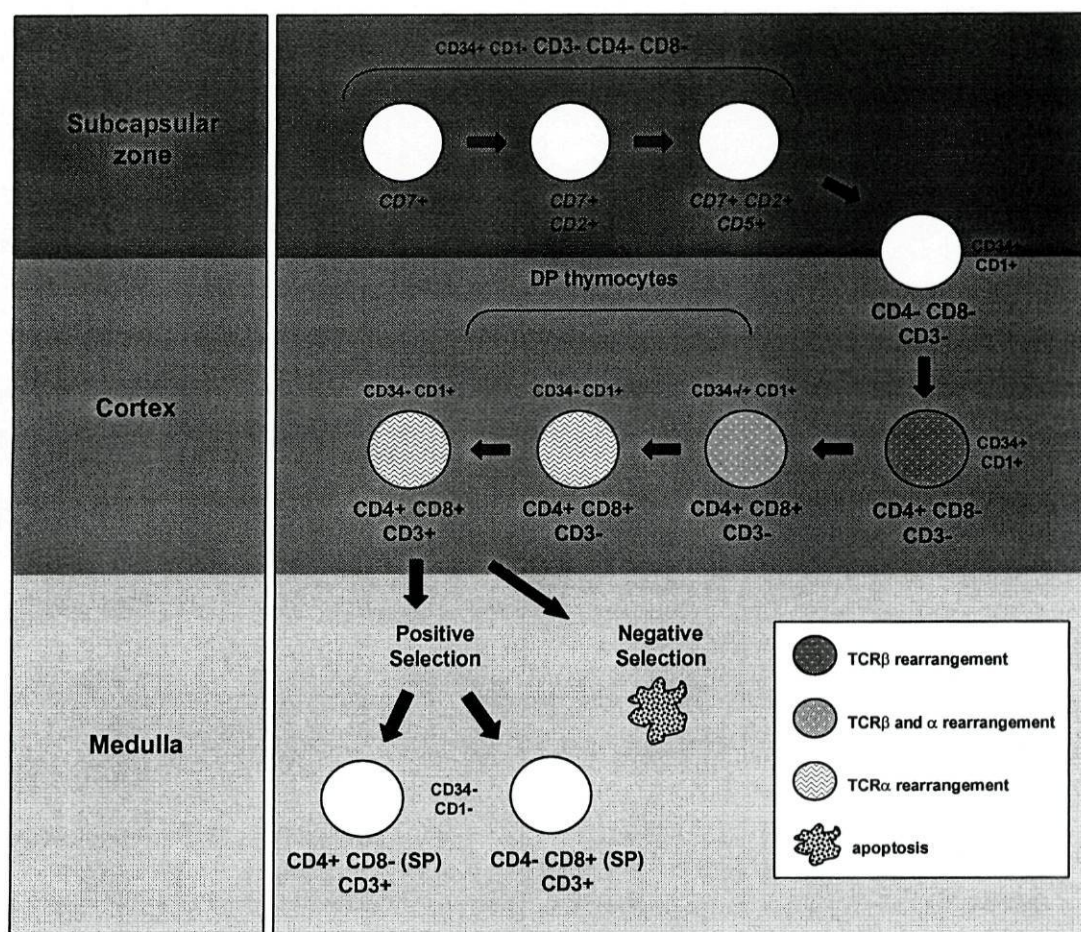 CD34+ CD1- CD3- CD4- CD8-
Subcapsular
zone
CD7+
CD7+
CD2+
CD7+ CD2+
CD5+
CD34+
CD1+
CD4- CD8-
CD3-
DP thymocytes
Cortex
CD34- CD1+
CD34- CD1+
CD34-/+ CD1+
CD34+
CD1+
CD4+ CD8+
CD3+
CD4+ CD8+
CD3-
CD4+ CD8+
CD3-
CD4+ CD8-
CD3-
Positive
Selection
Negative
Selection
Medulla
CD34-
CD1-
CD4+ CD8- (SP)
CD3+
CD4- CD8+ (SP)
CD3+
TCRβ rearrangement
TCRβ and α rearrangement
TCRα rearrangement
apoptosis